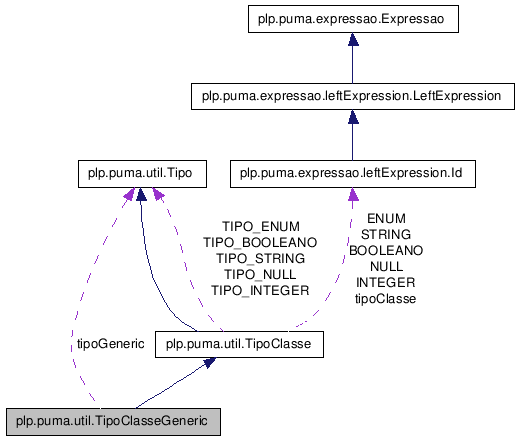 plp.puma.expressao.Expressao
plp.puma.expressao.leftExpression.LeftExpression
plp.puma.util.Tipo
plp.puma.expressao.leftExpression.Id
TIPO_ENUM
TIPO_BOOLEANO
TIPO_STRING
TIPO_NULL
TIPO_INTEGER
ENUM
STRING
BOOLEANO
NULL
INTEGER
tipoClasse
tipoGeneric
plp.puma.util.TipoClasse
plp.puma.util.TipoClasseGeneric